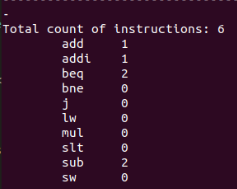 -
Total count of instructions: 6
add 1
addi 1
beq 2
bne 0
j 0
lw 0
mul 0
slt 0
sub 2
sw 0